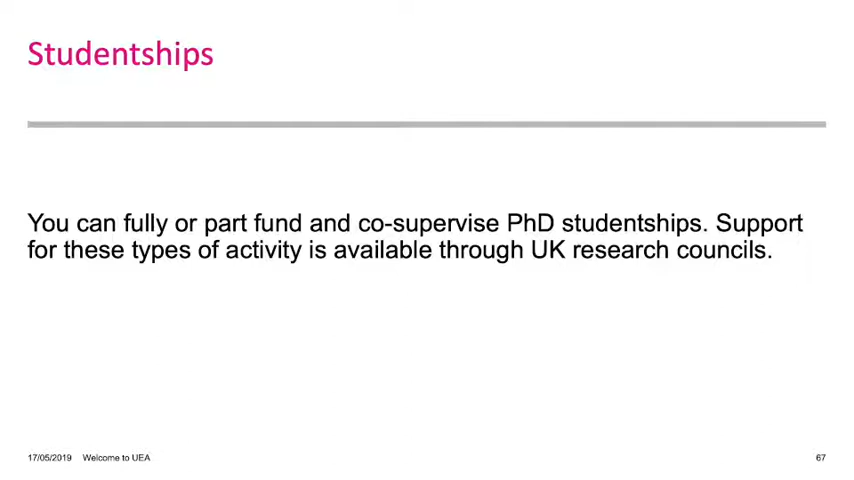 Studentships
You can fully or part fund and co-supervise PhD studentships. Support
for these types of activity is available through UK research councils.
17/05/2019 Welcome to UEA 67